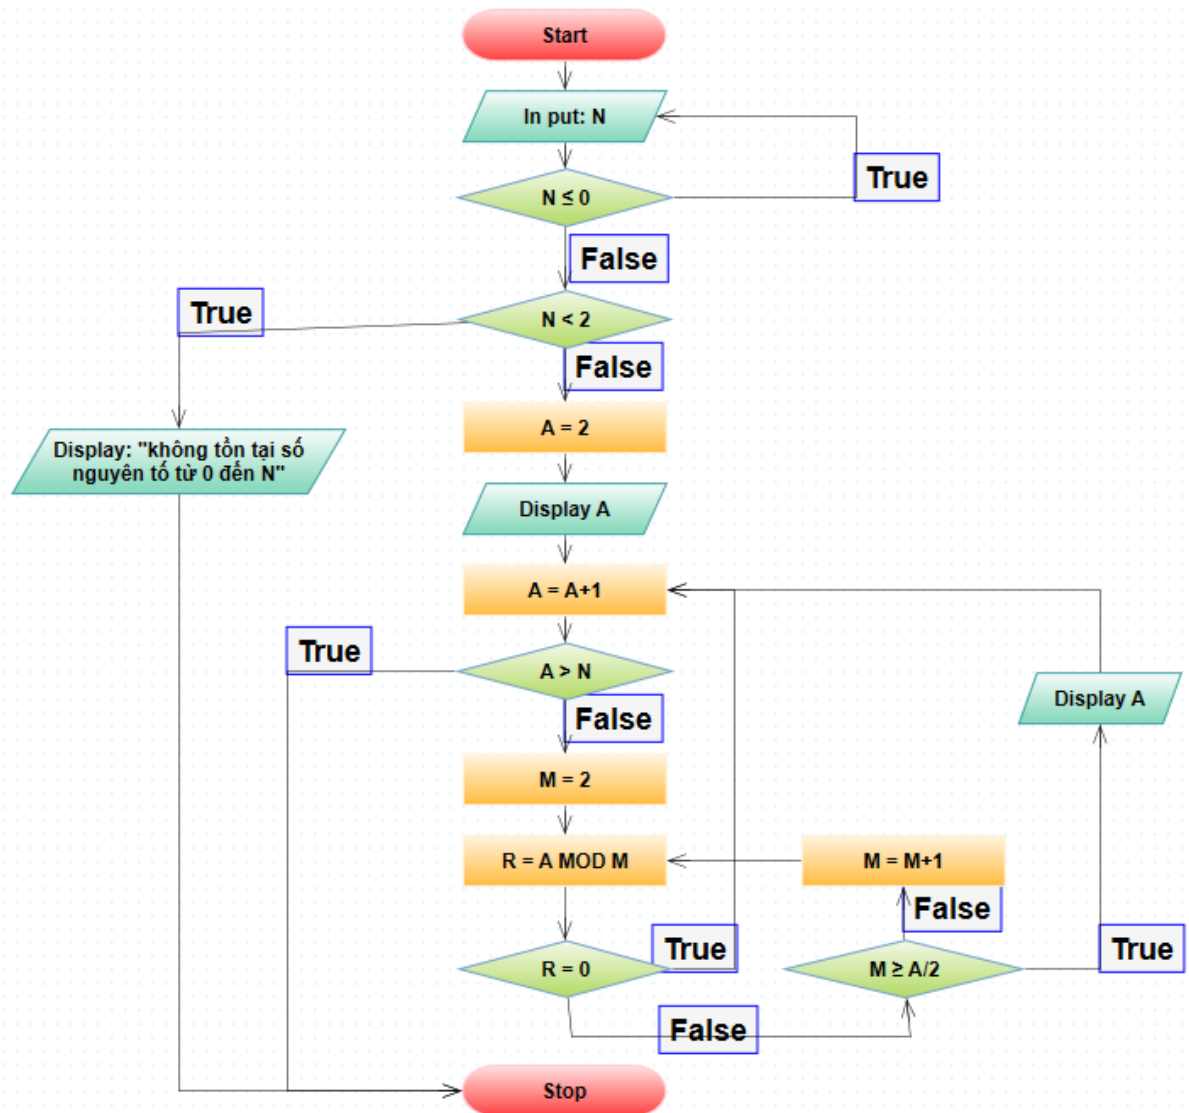 Start
In put: N
True
N ≤ 0
False
True
N < 2
False
A = 2
Display: "không tồn tại số
nguyên tố từ 0 đến N"
Display A
A = A+1
True
A > N
False
Display A
M = 2
R = A MOD M
M = M+1
False
True
R = 0
M ≥ A/2
True
False
Stop